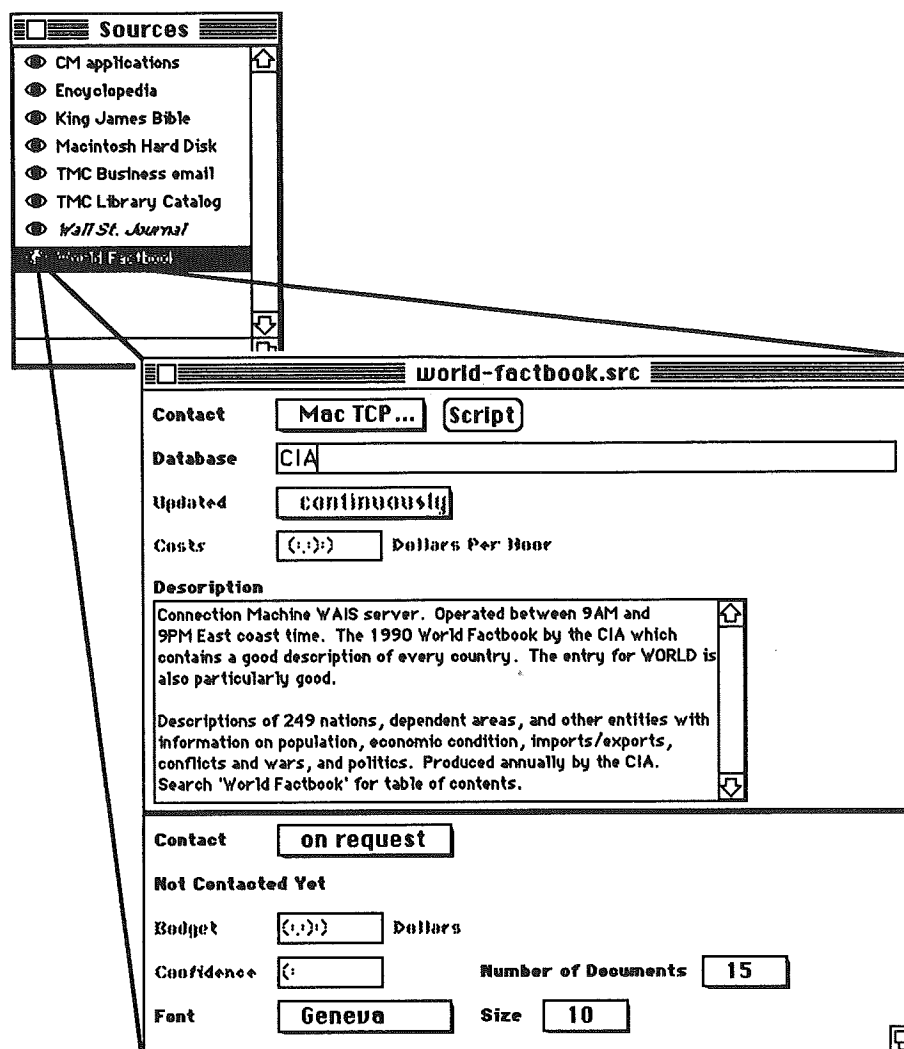 Sources
CM applications
Encyclopedia
King James Bible
Macintosh Hard Disk
TMC Business email
TMC Library Catalog
Wall St. Journal
World Factbook
world-factbook.src
Contact Mac TCP... Script
Database CIA
Updated continuously
Costs Dollars Per Hour
Description
Connection Machine WAIS server. Operated between 9AM and
9PM East coast time. The 1990 World Factbook by the CIA which
contains a good description of every country. The entry for WORLD is
also particularly good.
Descriptions of 249 nations, dependent areas, and other entities with
information on population, economic condition, imports/exports,
conflicts and wars, and politics. Produced annually by the CIA.
Search 'World Factbook' for table of contents.
Contact on request
Not Contacted Yet
Budget Dollars
Confidence Number of Documents 15
Font Geneva Size 10